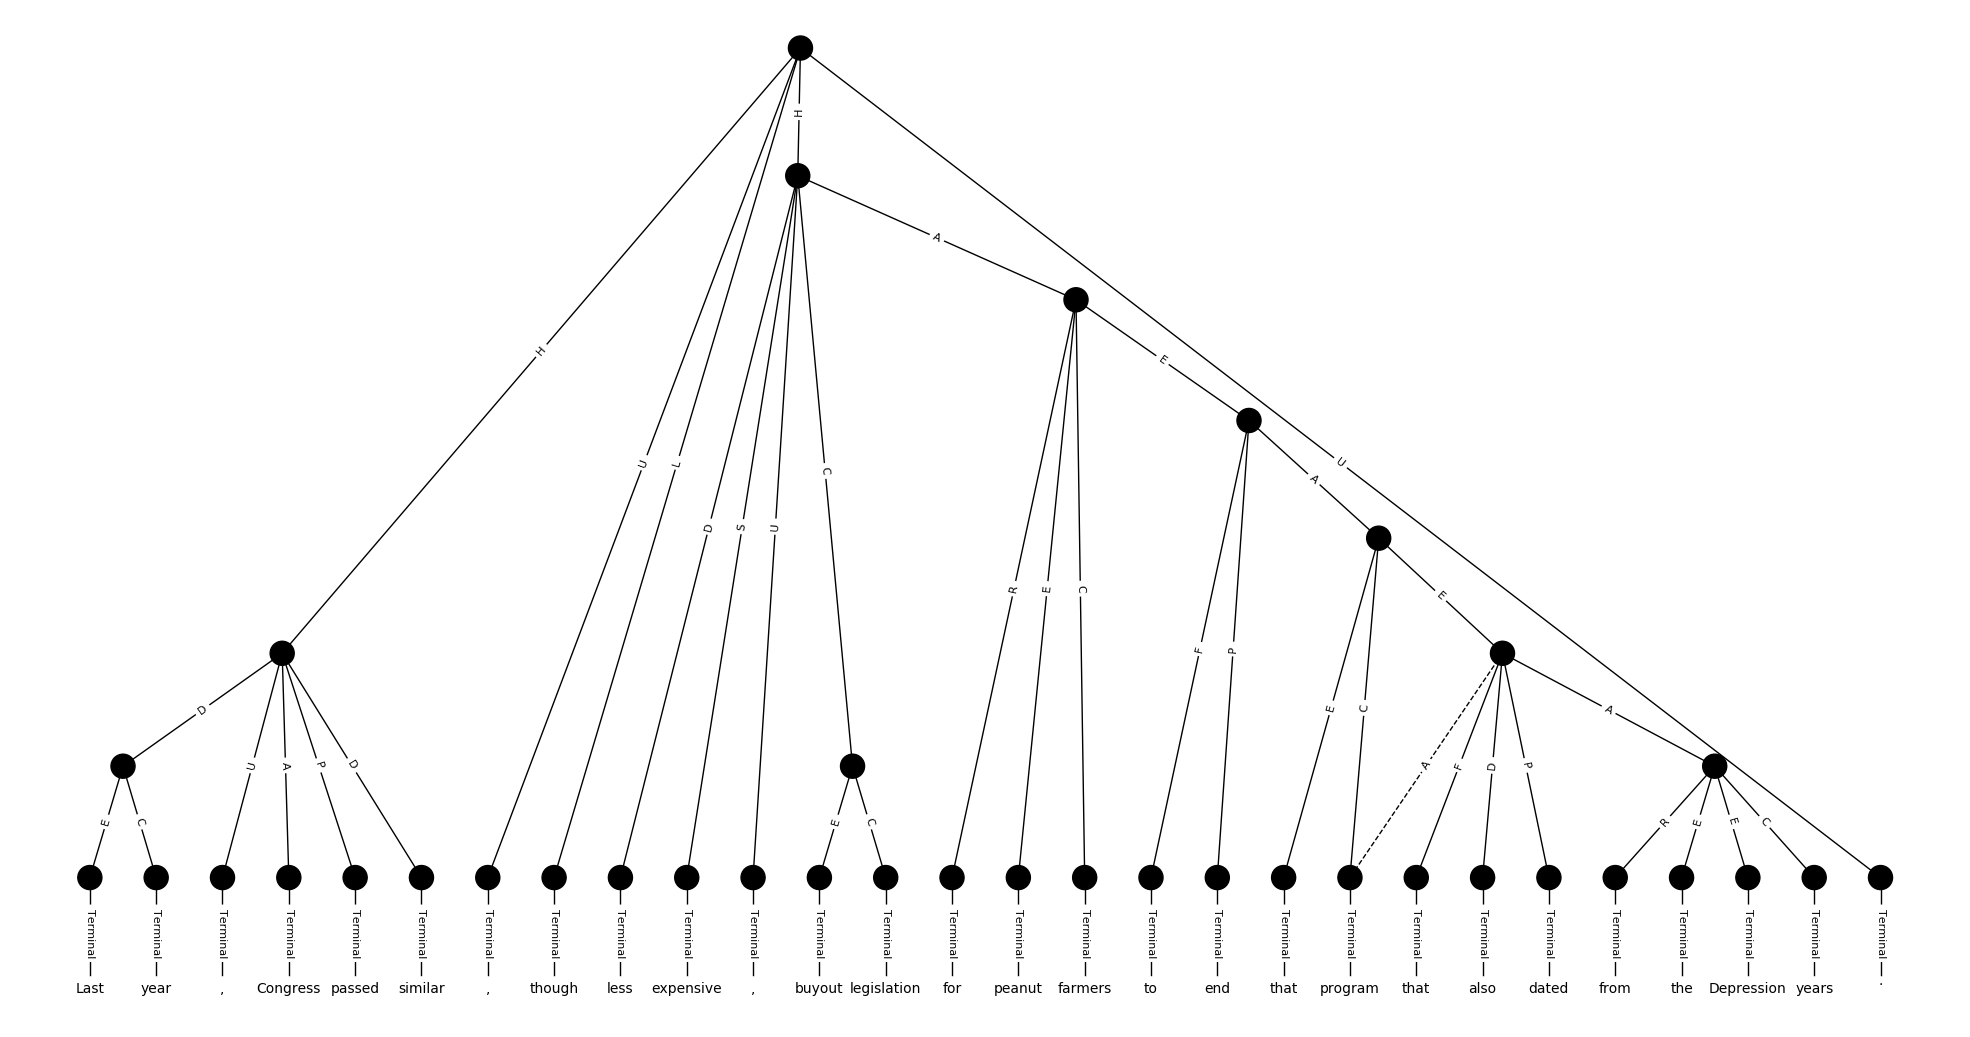 H
A
H
E
U
L
U
A
C
D
S
U
R
E
C
E
F
P
D
E
C
A
U
A
P
D
A
F
D
P
E
C
E
C
R
E
E
C
Terminal Terminal Terminal Terminal Terminal Terminal Terminal Terminal Terminal Terminal Terminal Terminal Terminal Terminal Terminal Terminal Terminal Terminal Terminal Terminal Terminal Terminal Terminal Terminal Terminal Terminal Terminal Terminal
Last year , Congress passed similar , though less expensive , buyout legislation for peanut farmers to end that program that also dated from the Depression years .